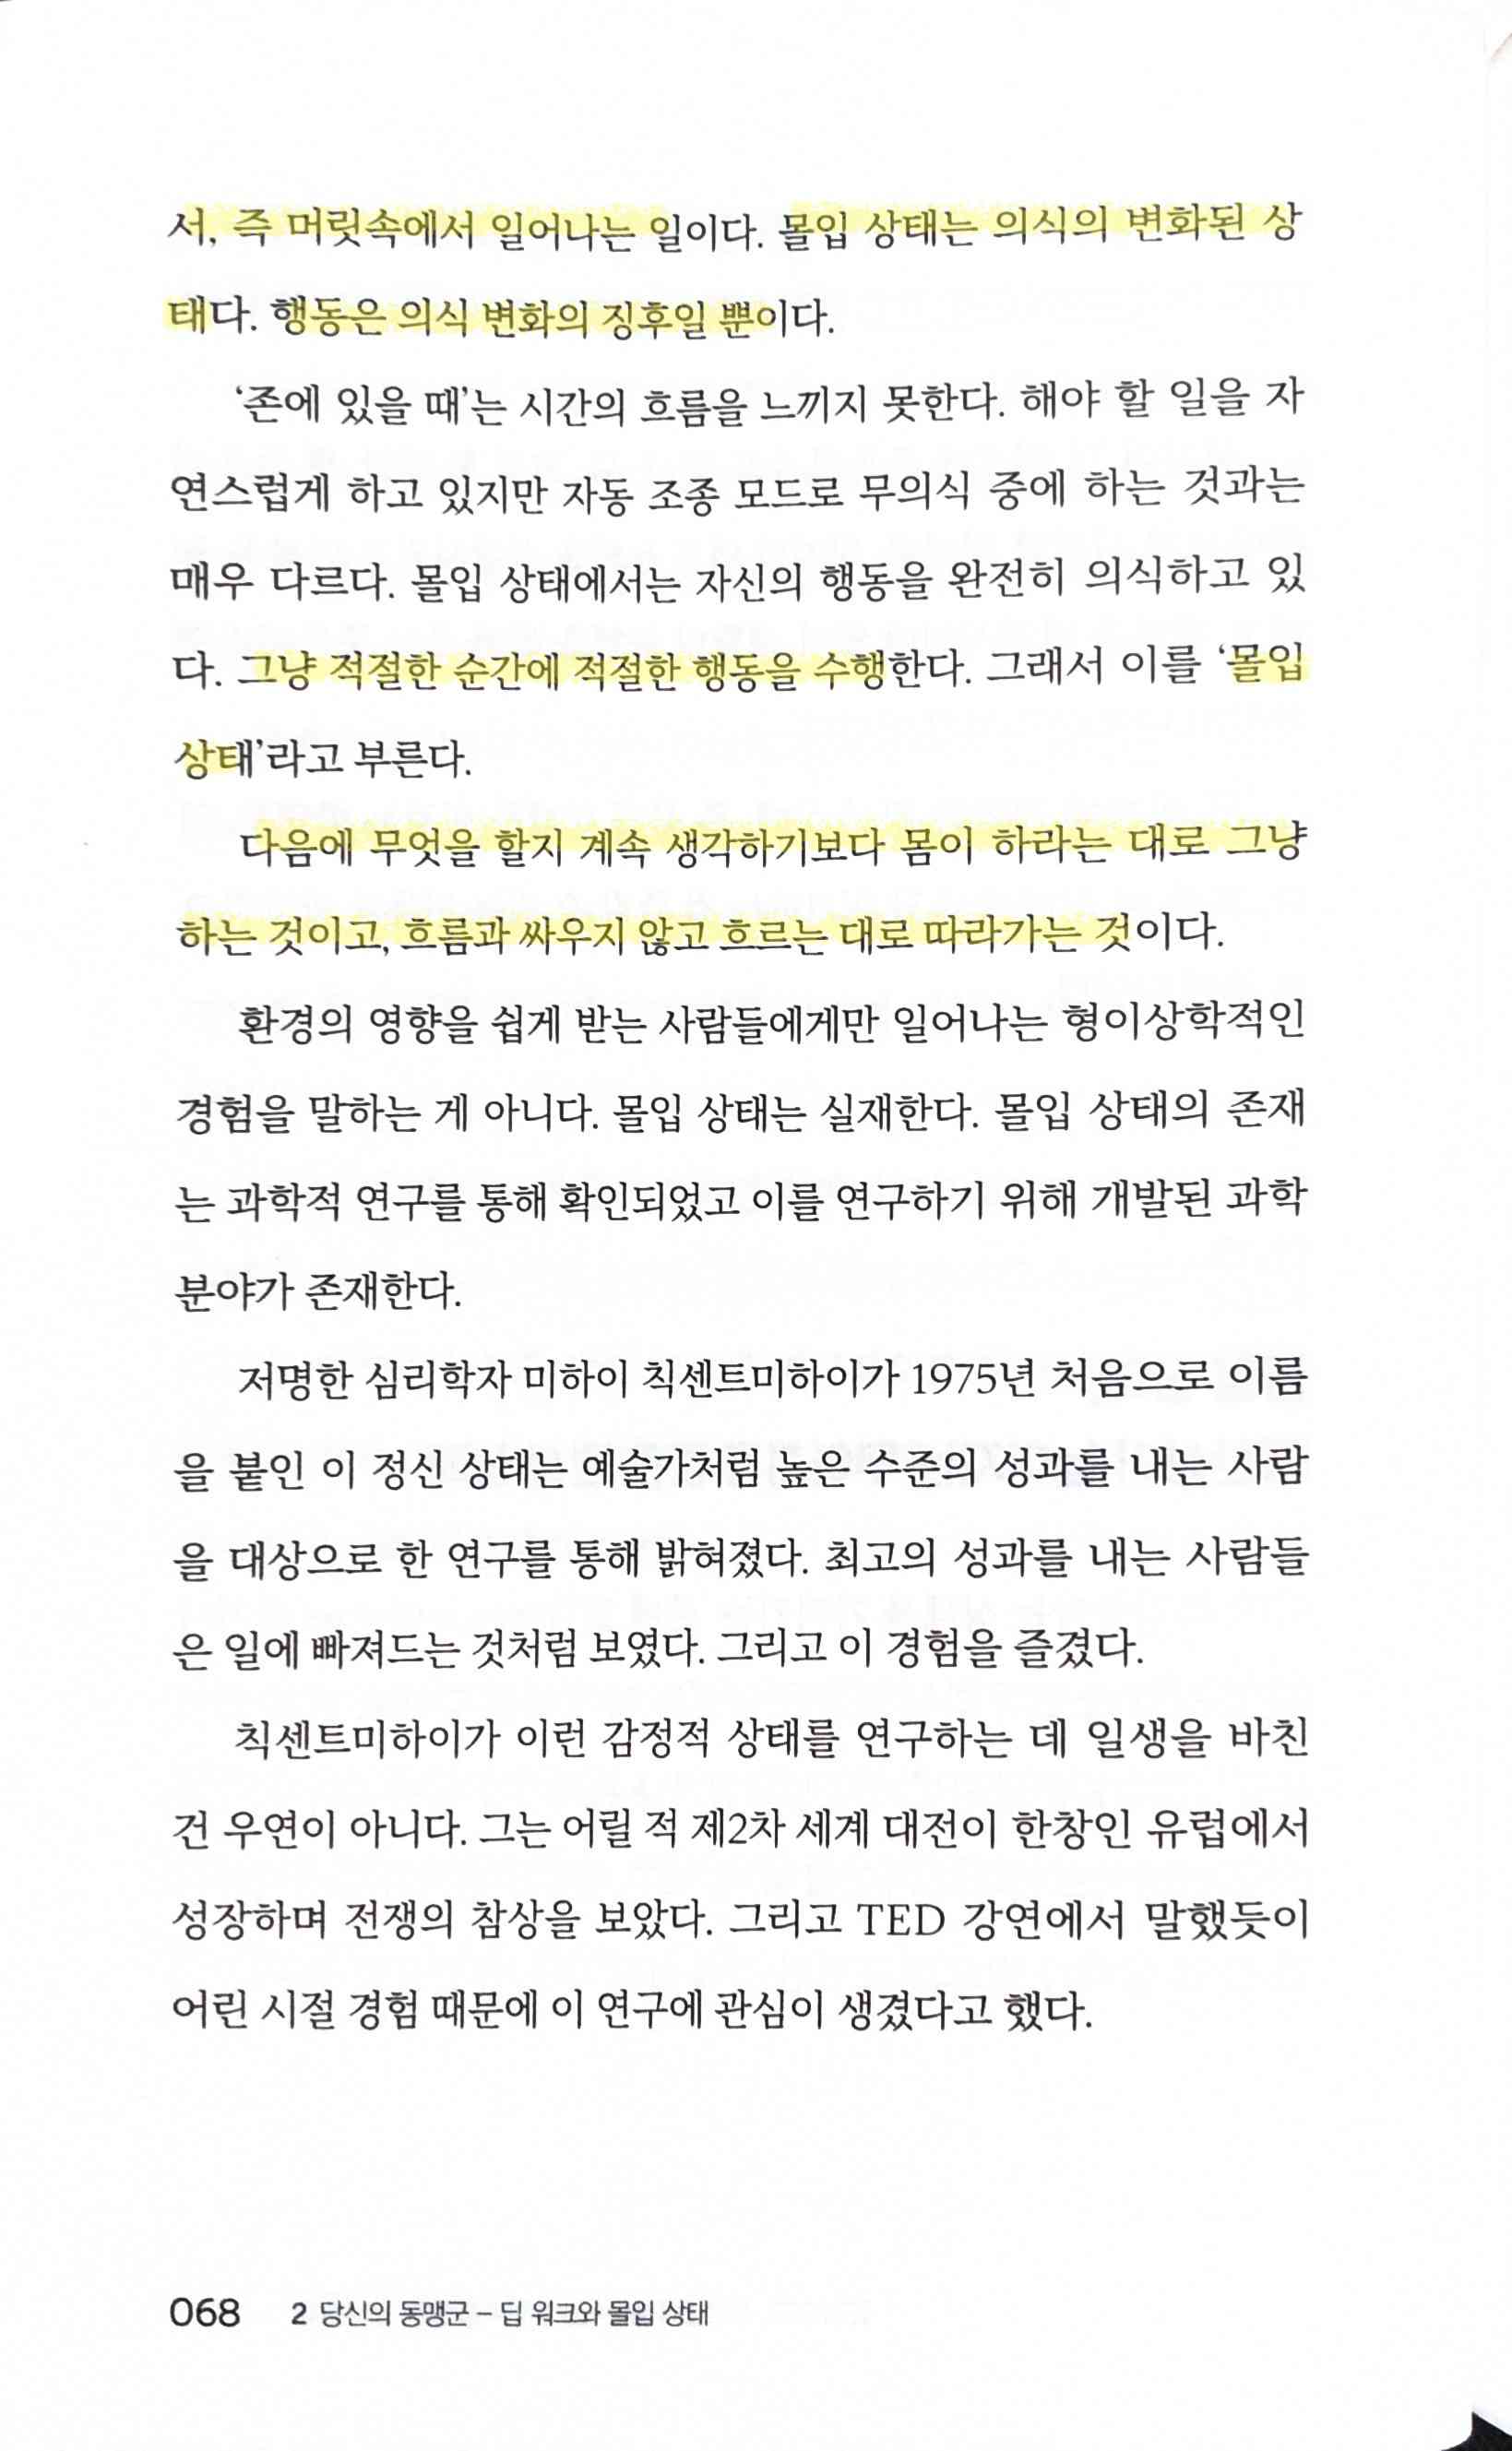 서, 즉 머릿속에서 일어나는 일이다. 몰입 상태는 의식의 변화된 상
태다. 행동은 의식 변화의 징후일 뿐이다.
‘존에 있을 때’는 시간의 흐름을 느끼지 못한다. 해야 할 일을 자
연스럽게 하고 있지만 자동 조종 모드로 무의식 중에 하는 것과는
매우 다르다. 몰입 상태에서는 자신의 행동을 완전히 의식하고 있
다. 그냥 적절한 순간에 적절한 행동을 수행한다. 그래서 이를 ‘몰입
상태’라고 부른다.
다음에 무엇을 할지 계속 생각하기보다 몸이 하라는 대로 그냥
하는 것이고, 흐름과 싸우지 않고 흐르는 대로 따라가는 것이다.
환경의 영향을 쉽게 받는 사람들에게만 일어나는 형이상학적인
경험을 말하는 게 아니다. 몰입 상태는 실재한다. 몰입 상태의 존재
는 과학적 연구를 통해 확인되었고 이를 연구하기 위해 개발된 과학
분야가 존재한다.
저명한 심리학자 미하이 칙센트미하이가 1975년 처음으로 이름
을 붙인 이 정신 상태는 예술가처럼 높은 수준의 성과를 내는 사람
을 대상으로 한 연구를 통해 밝혀졌다. 최고의 성과를 내는 사람들
은 일에 빠져드는 것처럼 보였다. 그리고 이 경험을 즐겼다.
칙센트미하이가 이런 감정적 상태를 연구하는 데 일생을 바친
건 우연이 아니다. 그는 어릴 적 제2차 세계 대전이 한창인 유럽에서
성장하며 전쟁의 참상을 보았다. 그리고 TED 강연에서 말했듯이
어린 시절 경험 때문에 이 연구에 관심이 생겼다고 했다.
068 2 당신의 동맹군 – 딥 워크와 몰입 상태